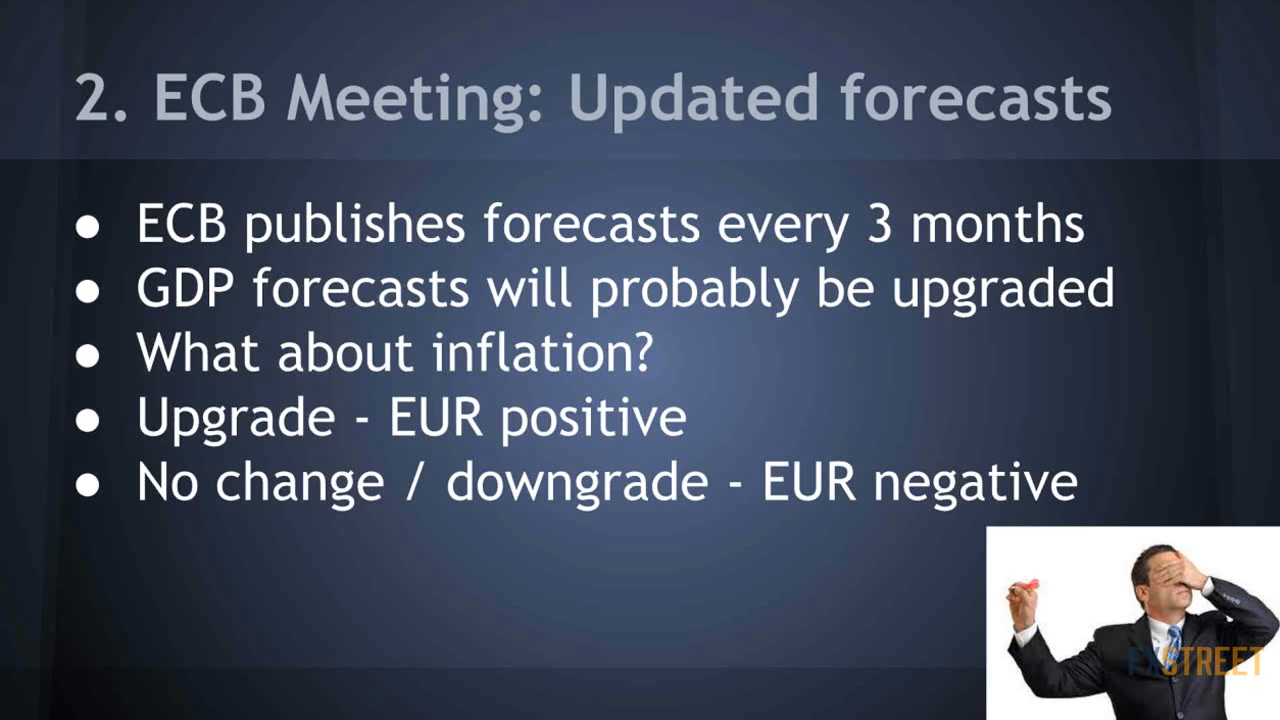 2. ECB Meeting: Updated forecasts
● ECB publishes forecasts every 3 months
● GDP forecasts will probably be upgraded
● What about inflation?
● Upgrade - EUR positive
● No change / downgrade - EUR negative
FXSTREET